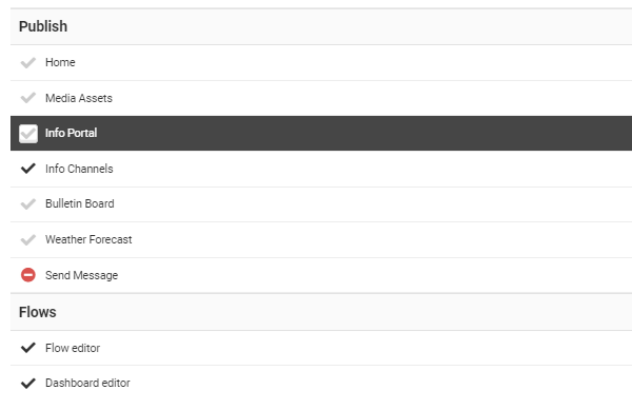 Publish
Home
Media Assets
Info Portal
Info Channels
Bulletin Board
Weather Forecast
Send Message
Flows
Flow editor
Dashboard editor